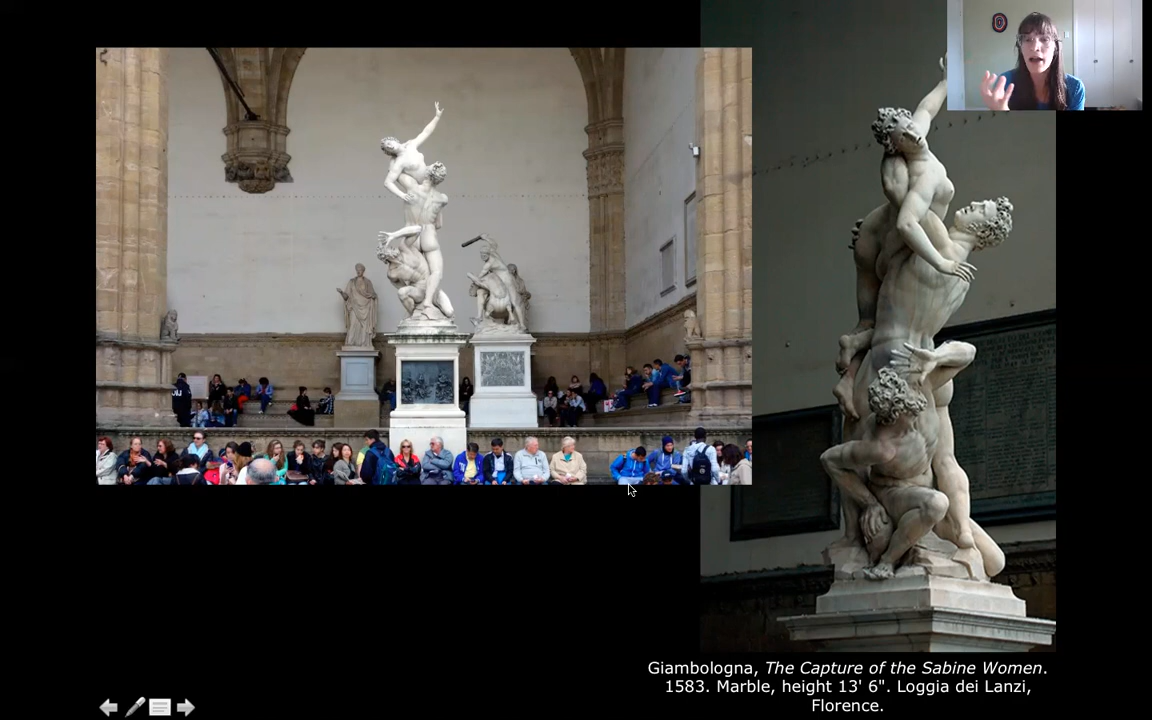 Giambologna, The Capture of the Sabine Women.
1583. Marble, height 13' 6". Loggia dei Lanzi,
Florence.